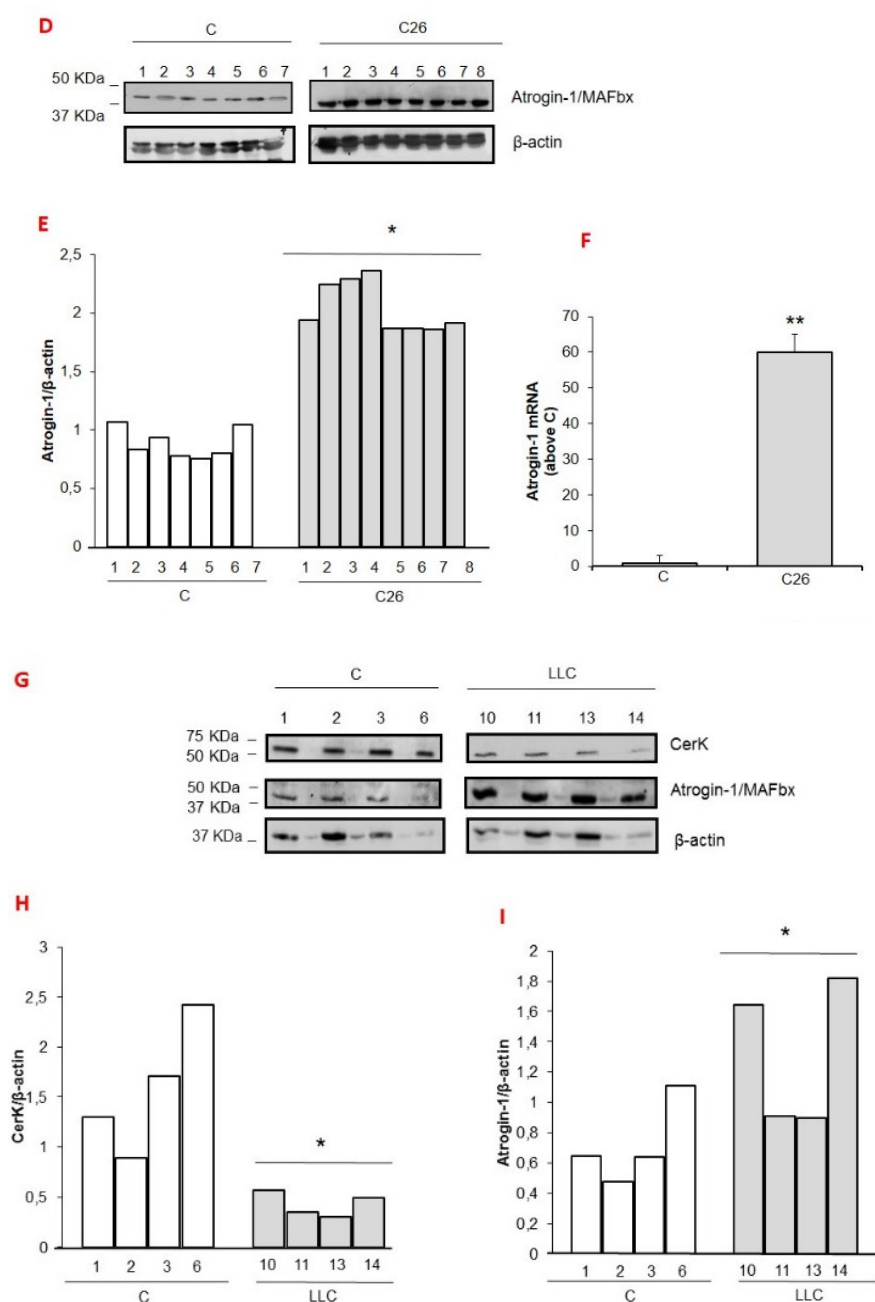 D
C
C26
1 2 3 4 5 6 7
1 2 3 4 5 6 7 8
50 KDa
37 KDa
Atrogin-1/MAFbx
β-actin
E
Atrogin-1/β-actin
2,5
2
1,5
1
0,5
0
*
1 2 3 4 5 6 7
1 2 3 4 5 6 7 8
C
C26
F
Atrogin-1 mRNA
(above C)
70
60
50
40
30
20
10
0
**
C
C26
G
C
LLC
1 2 3 6
10 11 13 14
75 KDa
50 KDa
CerK
50 KDa
37 KDa
Atrogin-1/MAFbx
37 KDa
β-actin
H
CerK/β-actin
3
2,5
2
1,5
1
0,5
0
*
1 2 3 6
10 11 13 14
C
LLC
I
Atrogin-1/β-actin
2
1,8
1,6
1,4
1,2
1
0,8
0,6
0,4
0,2
0
*
1 2 3 6
10 11 13 14
C
LLC